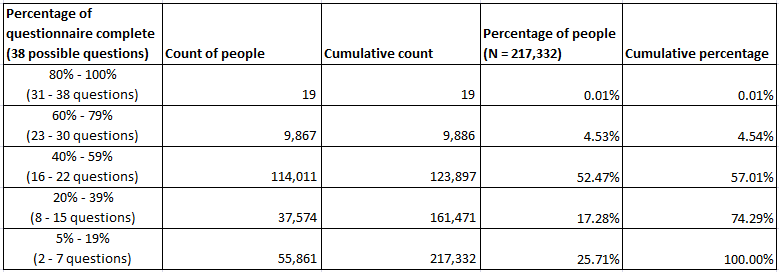 Percentage of
questionnaire complete
(38 possible questions) Count of people Cumulative count Percentage of people (N = 217,332) Cumulative percentage
80% - 100%
(31 - 38 questions) 19 19 0.01% 0.01%
60% - 79%
(23 - 30 questions) 9,867 9,886 4.53% 4.54%
40% - 59%
(16 - 22 questions) 114,011 123,897 52.47% 57.01%
20% - 39%
(8 - 15 questions) 37,574 161,471 17.28% 74.29%
5% - 19%
(2 - 7 questions) 55,861 217,332 25.71% 100.00%